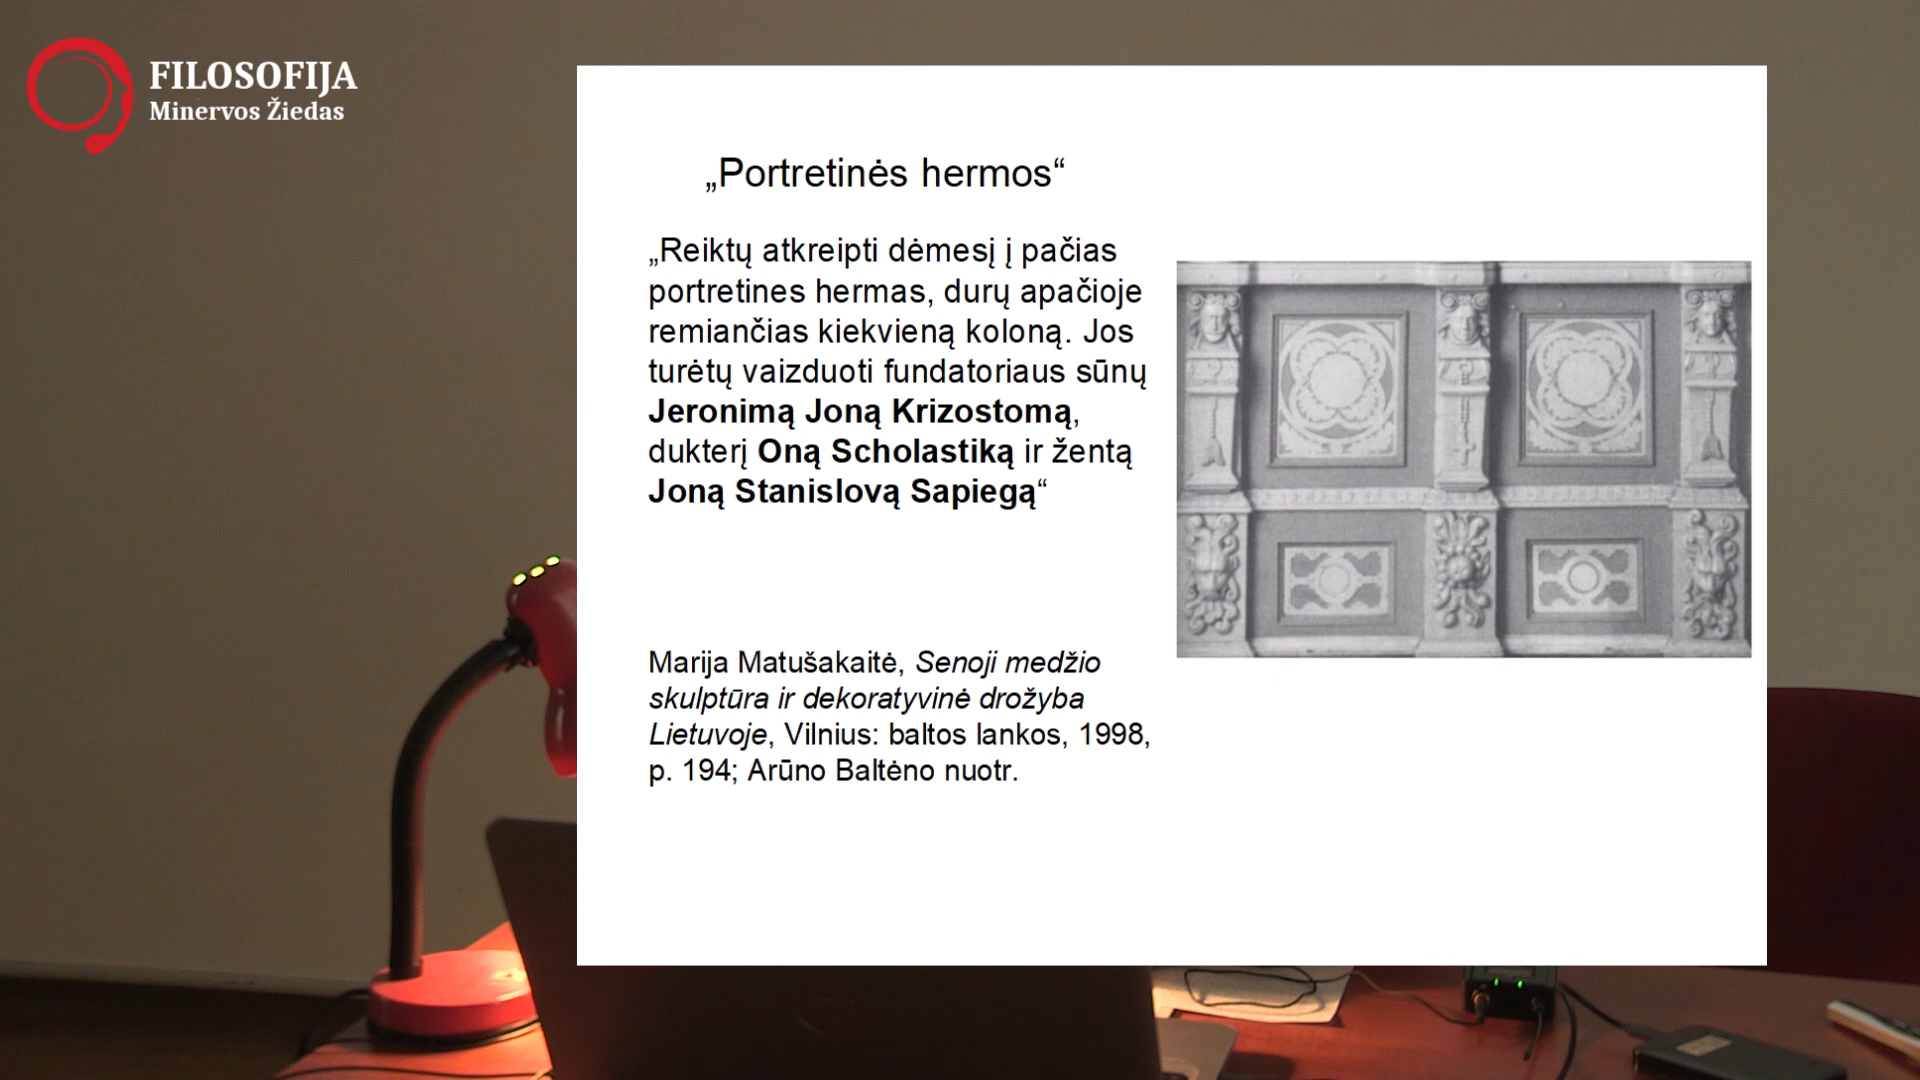 FILOSOFIJA
Minervos Žiedas
„Portretinės hermos“
„Reiktų atkreipti dėmesį į pačias
portretines hermas, durų apačioje
remiančias kiekvieną koloną. Jos
turėtų vaizduoti fundatoriaus sūnų
Jeronimą Joną Krizostomą,
dukterį Oną Scholastiką ir žentą
Joną Stanislovą Sapiegą“
Marija Matušakaitė, Senoji medžio
skulptūra ir dekoratyvinė drožyba
Lietuvoje, Vilnius: baltos lankos, 1998,
p. 194; Arūno Baltėno nuotr.